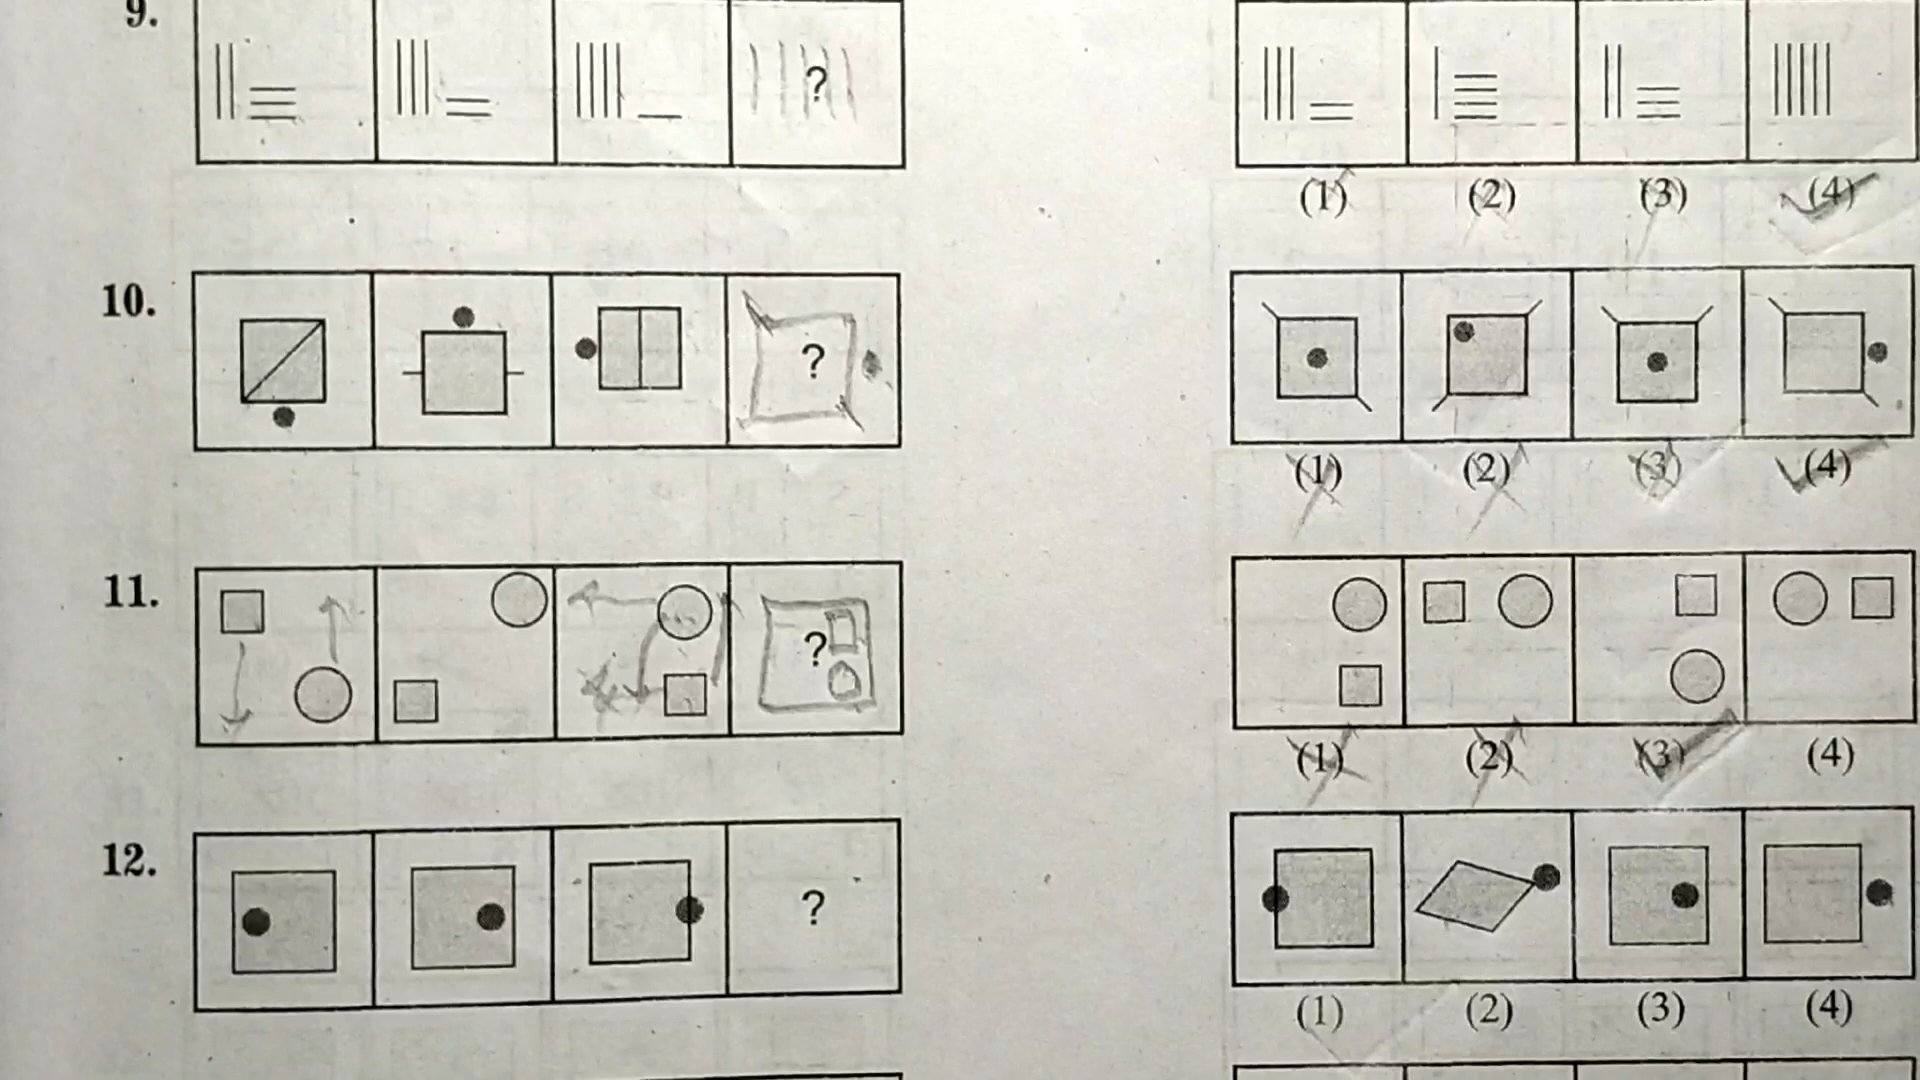 9.
?
(1) (2) (3) (4)
10.
?
(1) (2) (3) (4)
11.
?
(1) (2) (3) (4)
12.
?
(1) (2) (3) (4)